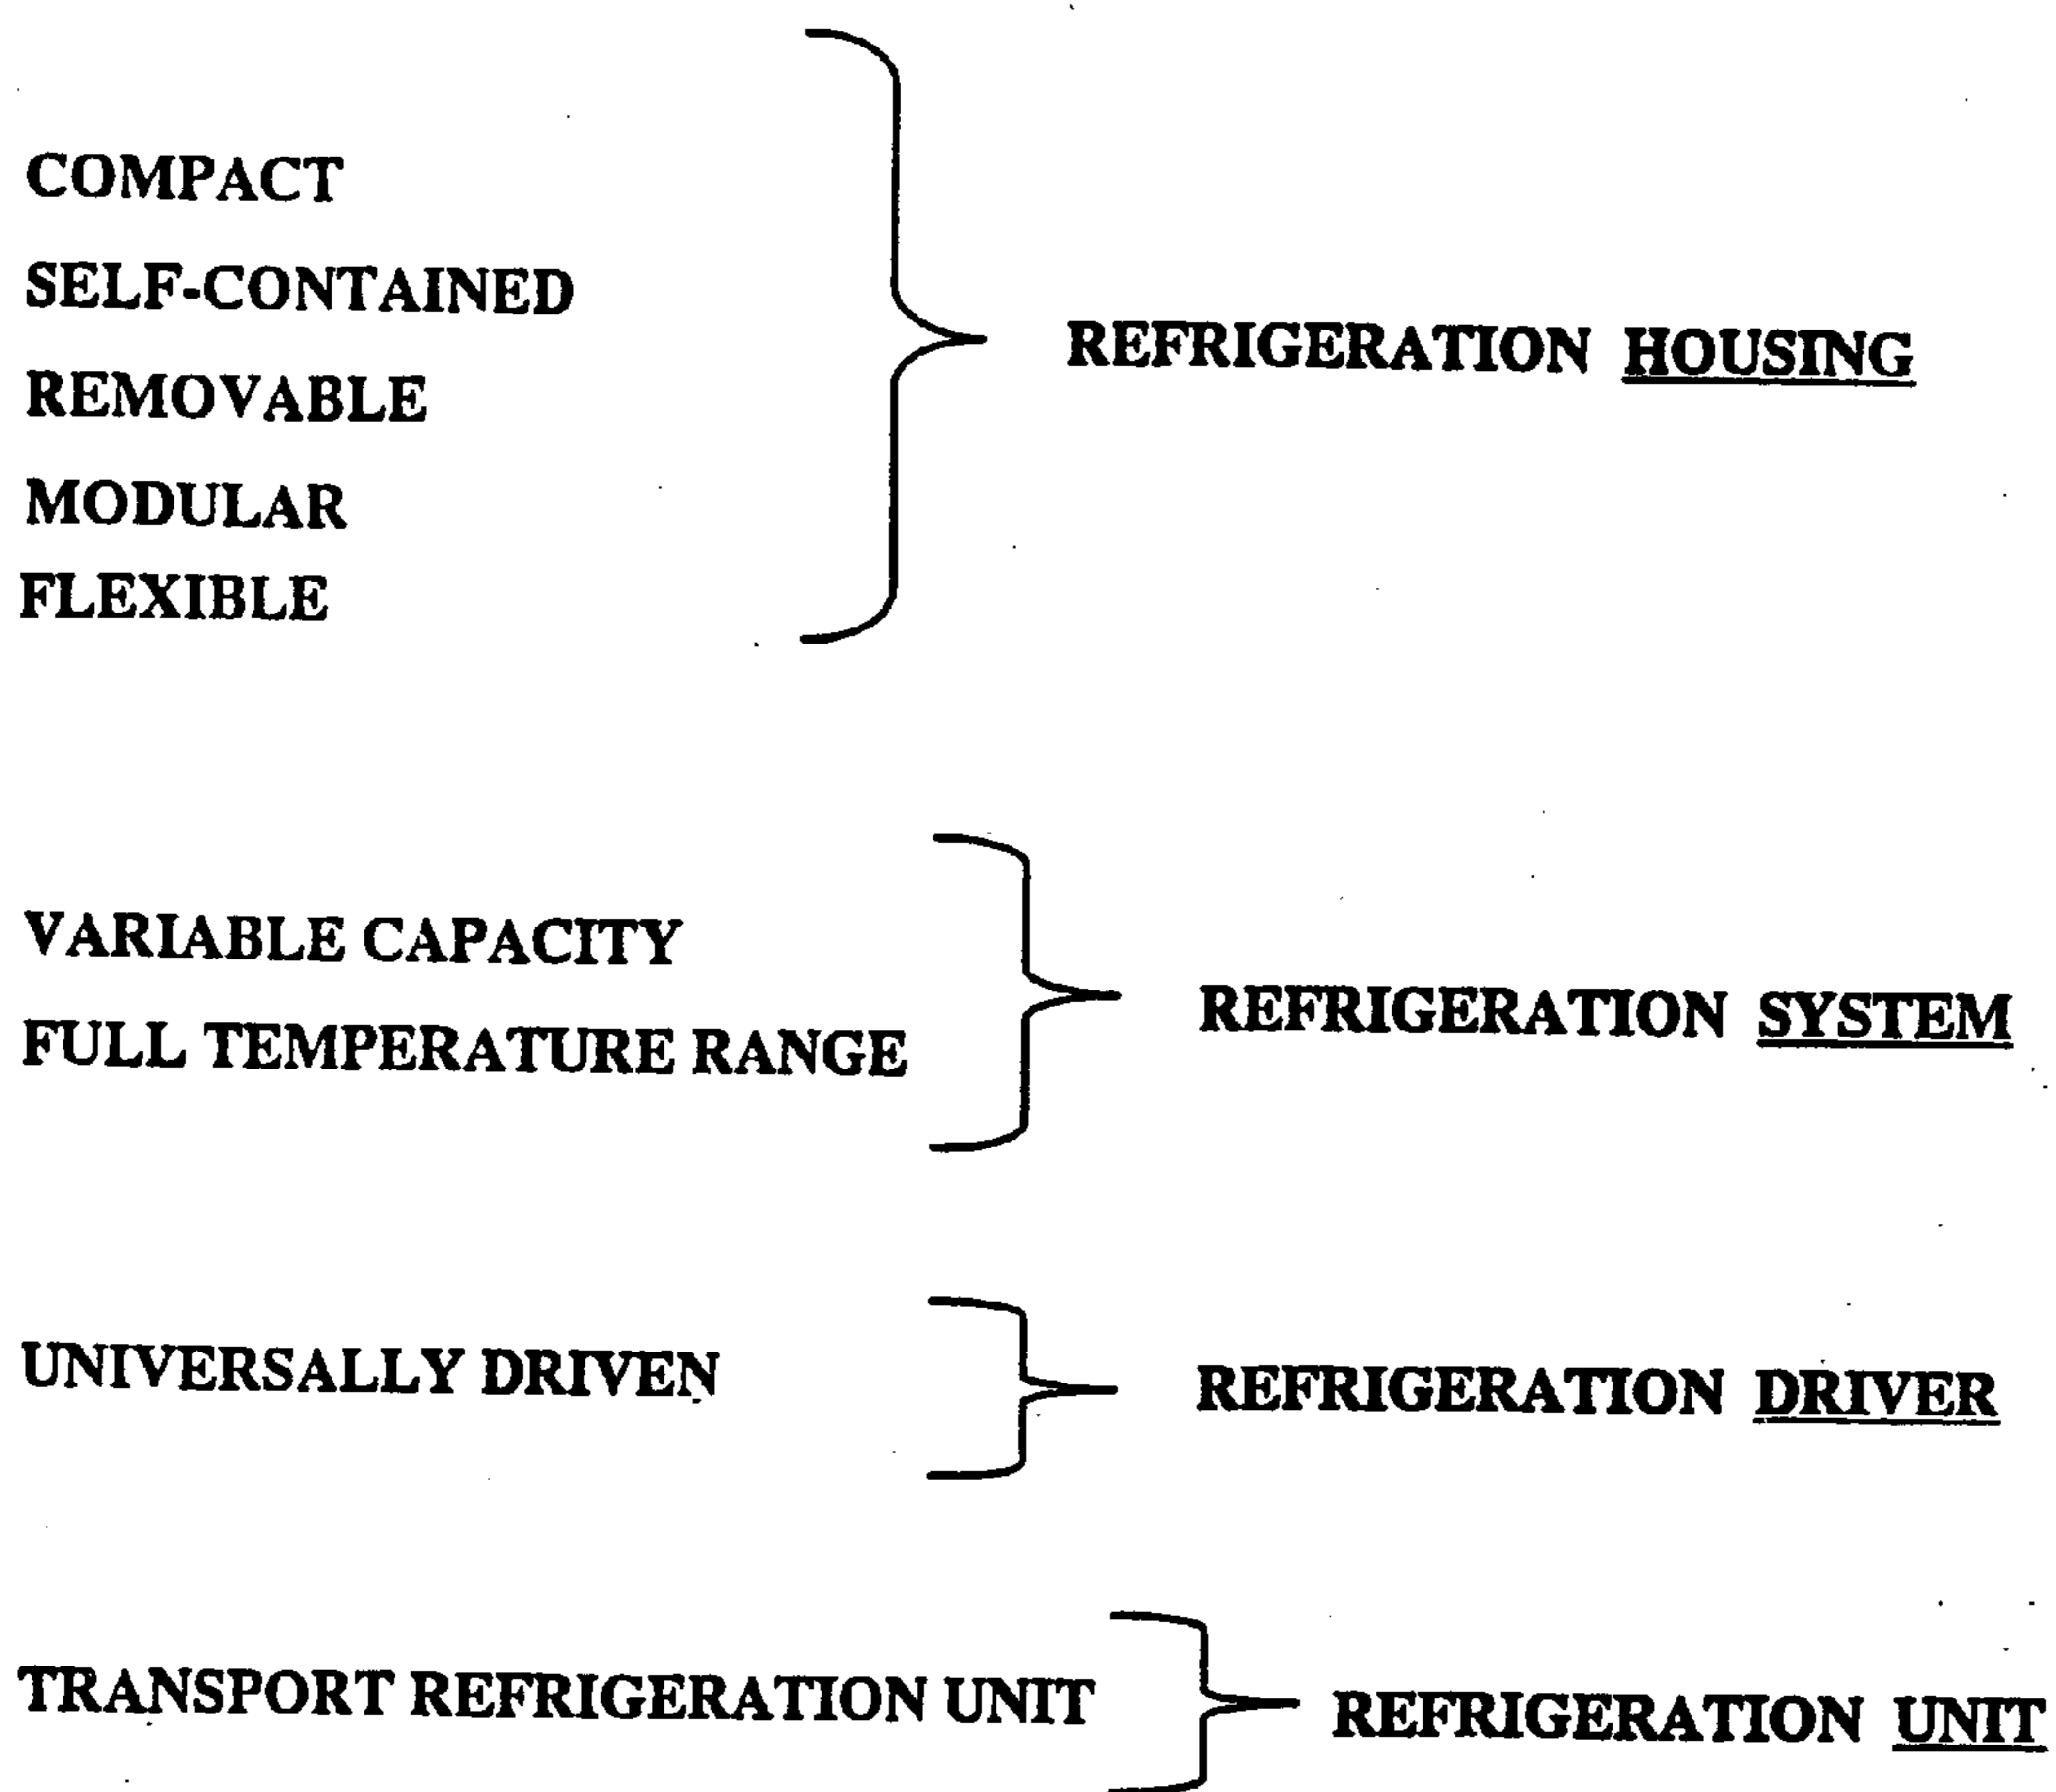 COMPACT
SELF-CONTAINED
REMOVABLE
MODULAR
FLEXIBLE
REFRIGERATION HOUSING
VARIABLE CAPACITY
FULL TEMPERATURE RANGE
REFRIGERATION SYSTEM
UNIVERSALLY DRIVEN
REFRIGERATION DRIVER
TRANSPORT REFRIGERATION UNIT
REFRIGERATION UNIT